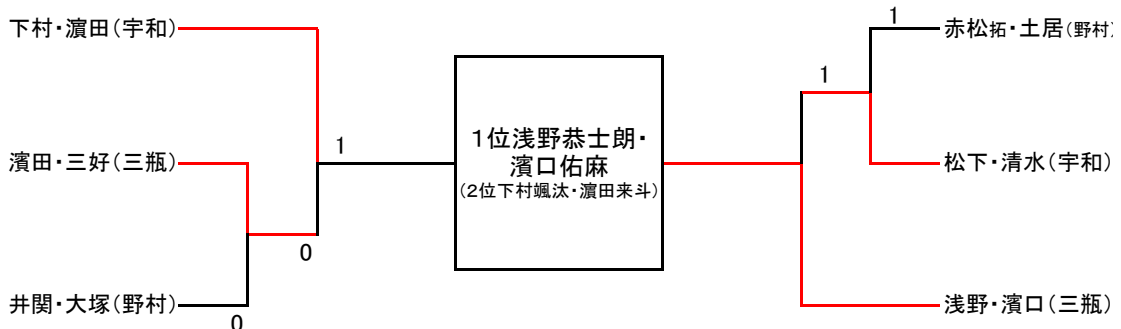 下村・濵田(宇和)
濵田・三好(三瓶)
井関・大塚(野村)
1
0
0
1位浅野恭士朗・
濵口佑麻
(2位下村颯汰・濵田来斗)
1
1
赤松拓・土居(野村)
松下・清水(宇和)
浅野・濵口(三瓶)